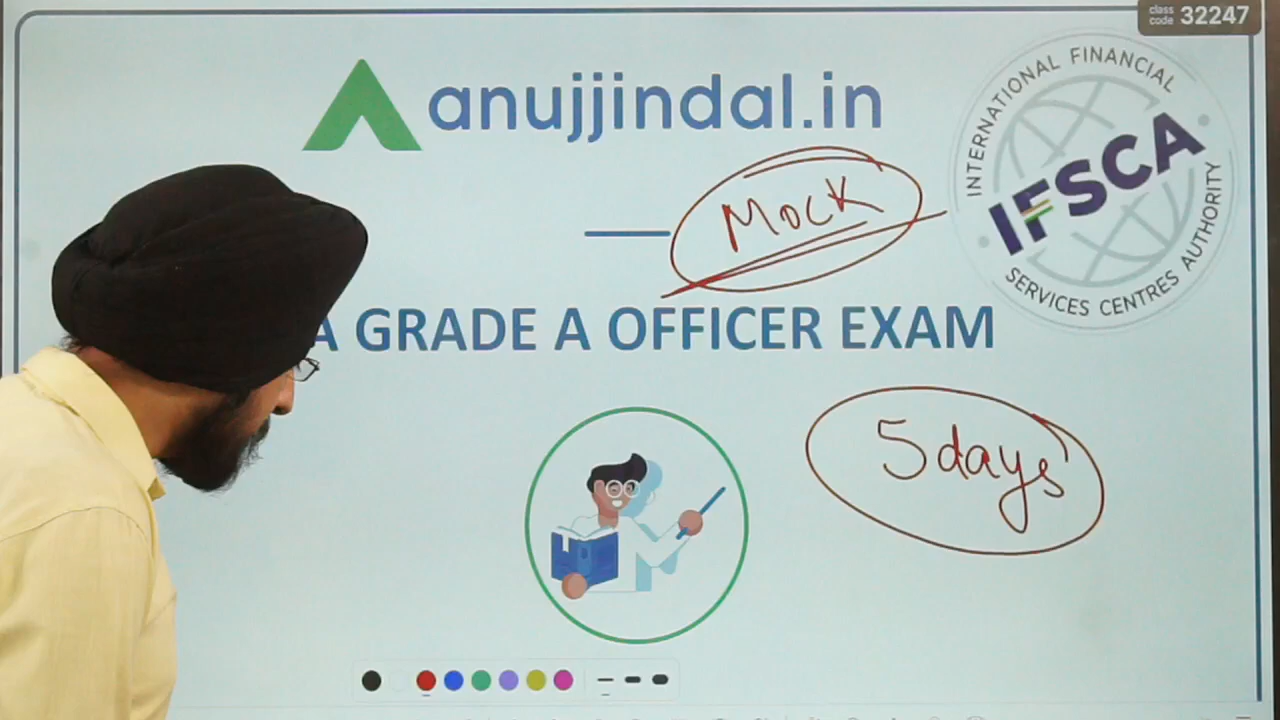 class code 32247
anujjindal.in
INTERNATIONAL FINANCIAL
IFSCA
SERVICES CENTRES AUTHORITY
Mock
A GRADE A OFFICER EXAM
5 days